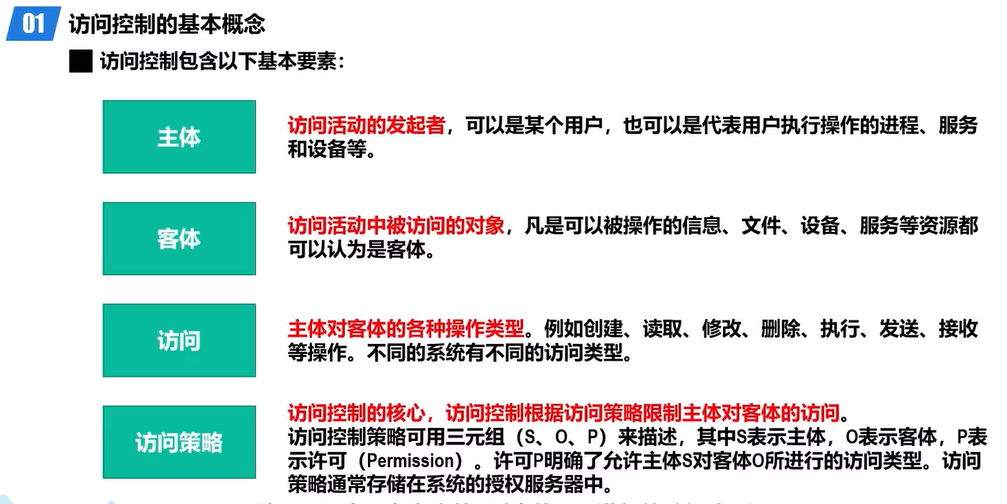 01 访问控制的基本概念
访问控制包含以下基本要素：
主体
访问活动的发起者，可以是某个用户，也可以是代表用户执行操作的进程、服务
和设备等。
客体
访问活动中被访问的对象，凡是可以被操作的信息、文件、设备、服务等资源都
可以认为是客体。
访问
主体对客体的各种操作类型。例如创建、读取、修改、删除、执行、发送、接收
等操作。不同的系统有不同的访问类型。
访问策略
访问控制的核心，访问控制根据访问策略限制主体对客体的访问。
访问控制策略可用三元组（S、O、P）来描述，其中S表示主体，O表示客体，P表
示许可（Permission）。许可P明确了允许主体S对客体O所进行的访问类型。访问
策略通常存储在系统的授权服务器中。